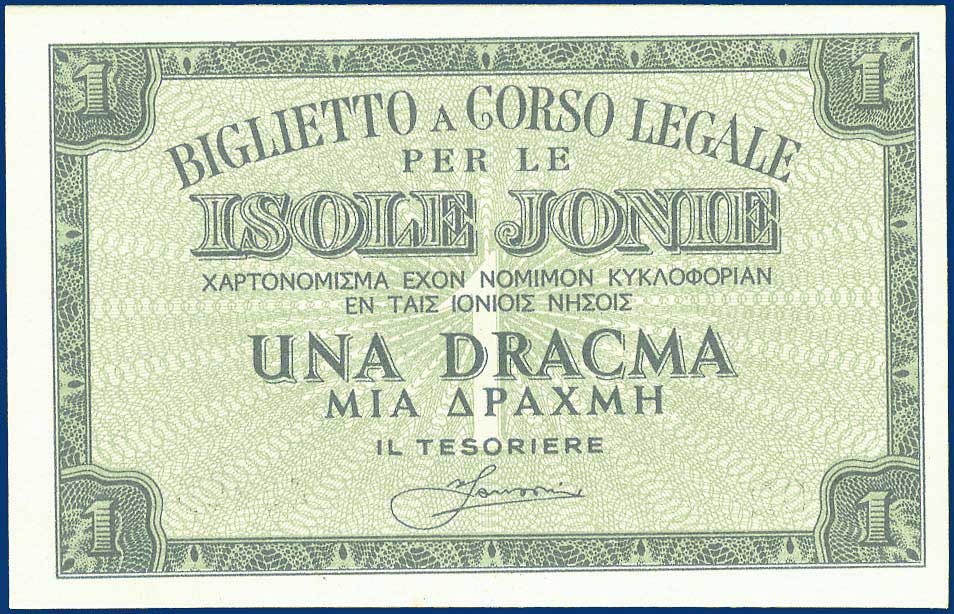 1 1
BIGLIETTO A CORSO LEGALE
PER LE
ISOLE JONIE
ΧΑΡΤΟΝΟΜΙΣΜΑ ΕΧΟΝ ΝΟΜΙΜΟΝ ΚΥΚΛΟΦΟΡΙΑΝ
ΕΝ ΤΑΙΣ ΙΟΝΙΟΙΣ ΝΗΣΟΙΣ
UNA DRACMA
ΜΙΑ ΔΡΑΧΜΗ
IL TESORIERE
1 1